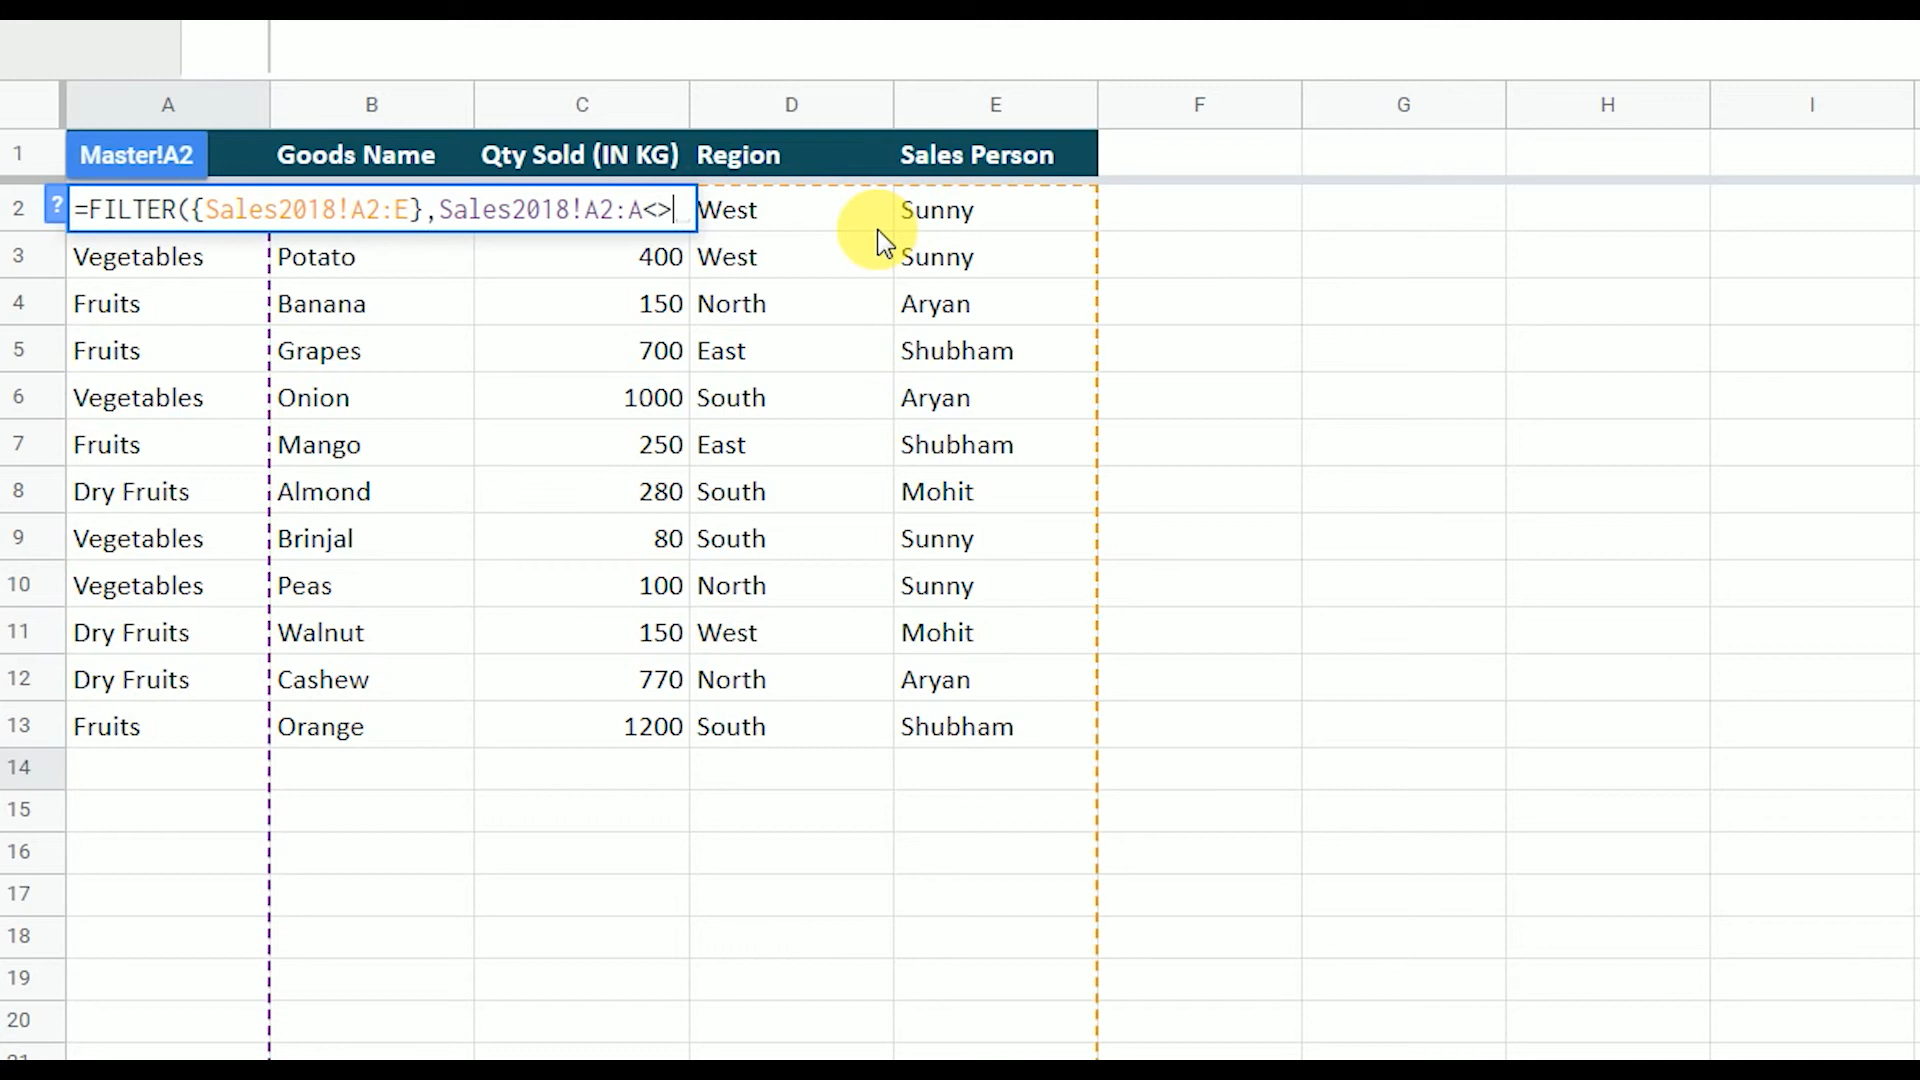 A B C D E F G H I
1 Master!A2 Goods Name Qty Sold (IN KG) Region Sales Person
2 ? =FILTER({Sales2018!A2:E},Sales2018!A2:A<> West Sunny
3 Vegetables Potato 400 West Sunny
4 Fruits Banana 150 North Aryan
5 Fruits Grapes 700 East Shubham
6 Vegetables Onion 1000 South Aryan
7 Fruits Mango 250 East Shubham
8 Dry Fruits Almond 280 South Mohit
9 Vegetables Brinjal 80 South Sunny
10 Vegetables Peas 100 North Sunny
11 Dry Fruits Walnut 150 West Mohit
12 Dry Fruits Cashew 770 North Aryan
13 Fruits Orange 1200 South Shubham
14
15
16
17
18
19
20